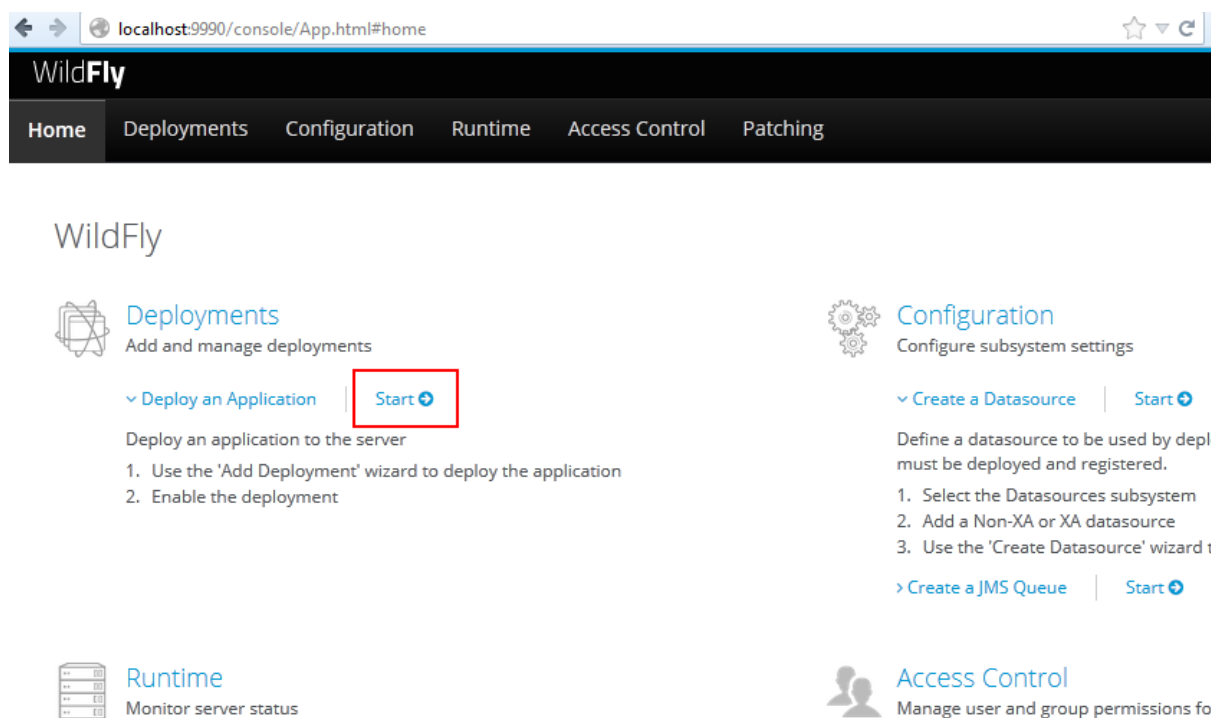 localhost:9990/console/App.html#home
WildFly
Home Deployments Configuration Runtime Access Control Patching
WildFly
Deployments
Add and manage deployments
Deploy an Application Start
Deploy an application to the server
1. Use the 'Add Deployment' wizard to deploy the application
2. Enable the deployment
Configuration
Configure subsystem settings
Create a Datasource Start
Define a datasource to be used by depl
must be deployed and registered.
1. Select the Datasources subsystem
2. Add a Non-XA or XA datasource
3. Use the 'Create Datasource' wizard t
Create a JMS Queue Start
Runtime
Monitor server status
Access Control
Manage user and group permissions fo